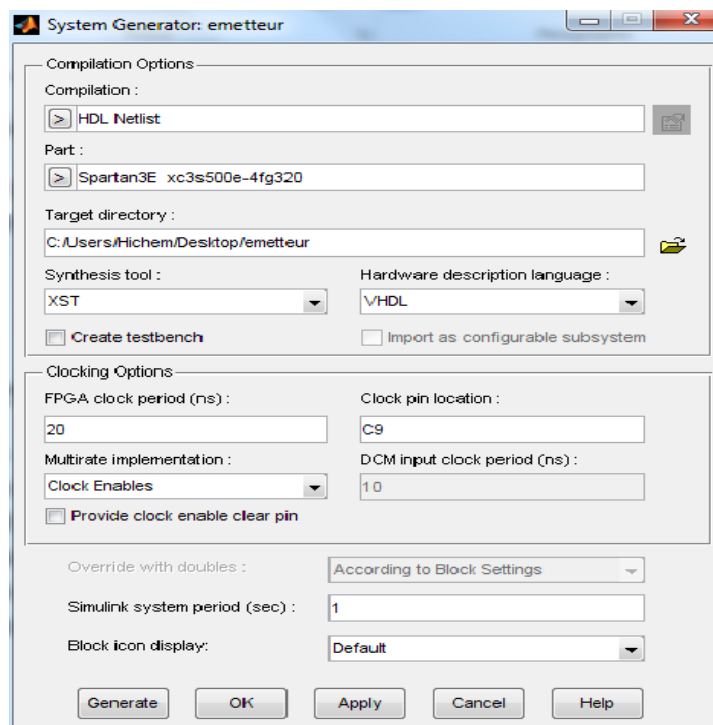 System Generator: emetteur
Compilation Options
Compilation :
> HDL Netlist
Part :
> Spartan3E xc3s500e-4fg320
Target directory :
C:/Users/Hichem/Desktop/emetteur
Synthesis tool : Hardware description language :
XST VHDL
Create testbench Import as configurable subsystem
Clocking Options
FPGA clock period (ns) : Clock pin location :
20 C9
Multirate implementation : DCM input clock period (ns) :
Clock Enables 10
Provide clock enable clear pin
Override with doubles : According to Block Settings
Simulink system period (sec) : 1
Block icon display: Default
Generate OK Apply Cancel Help